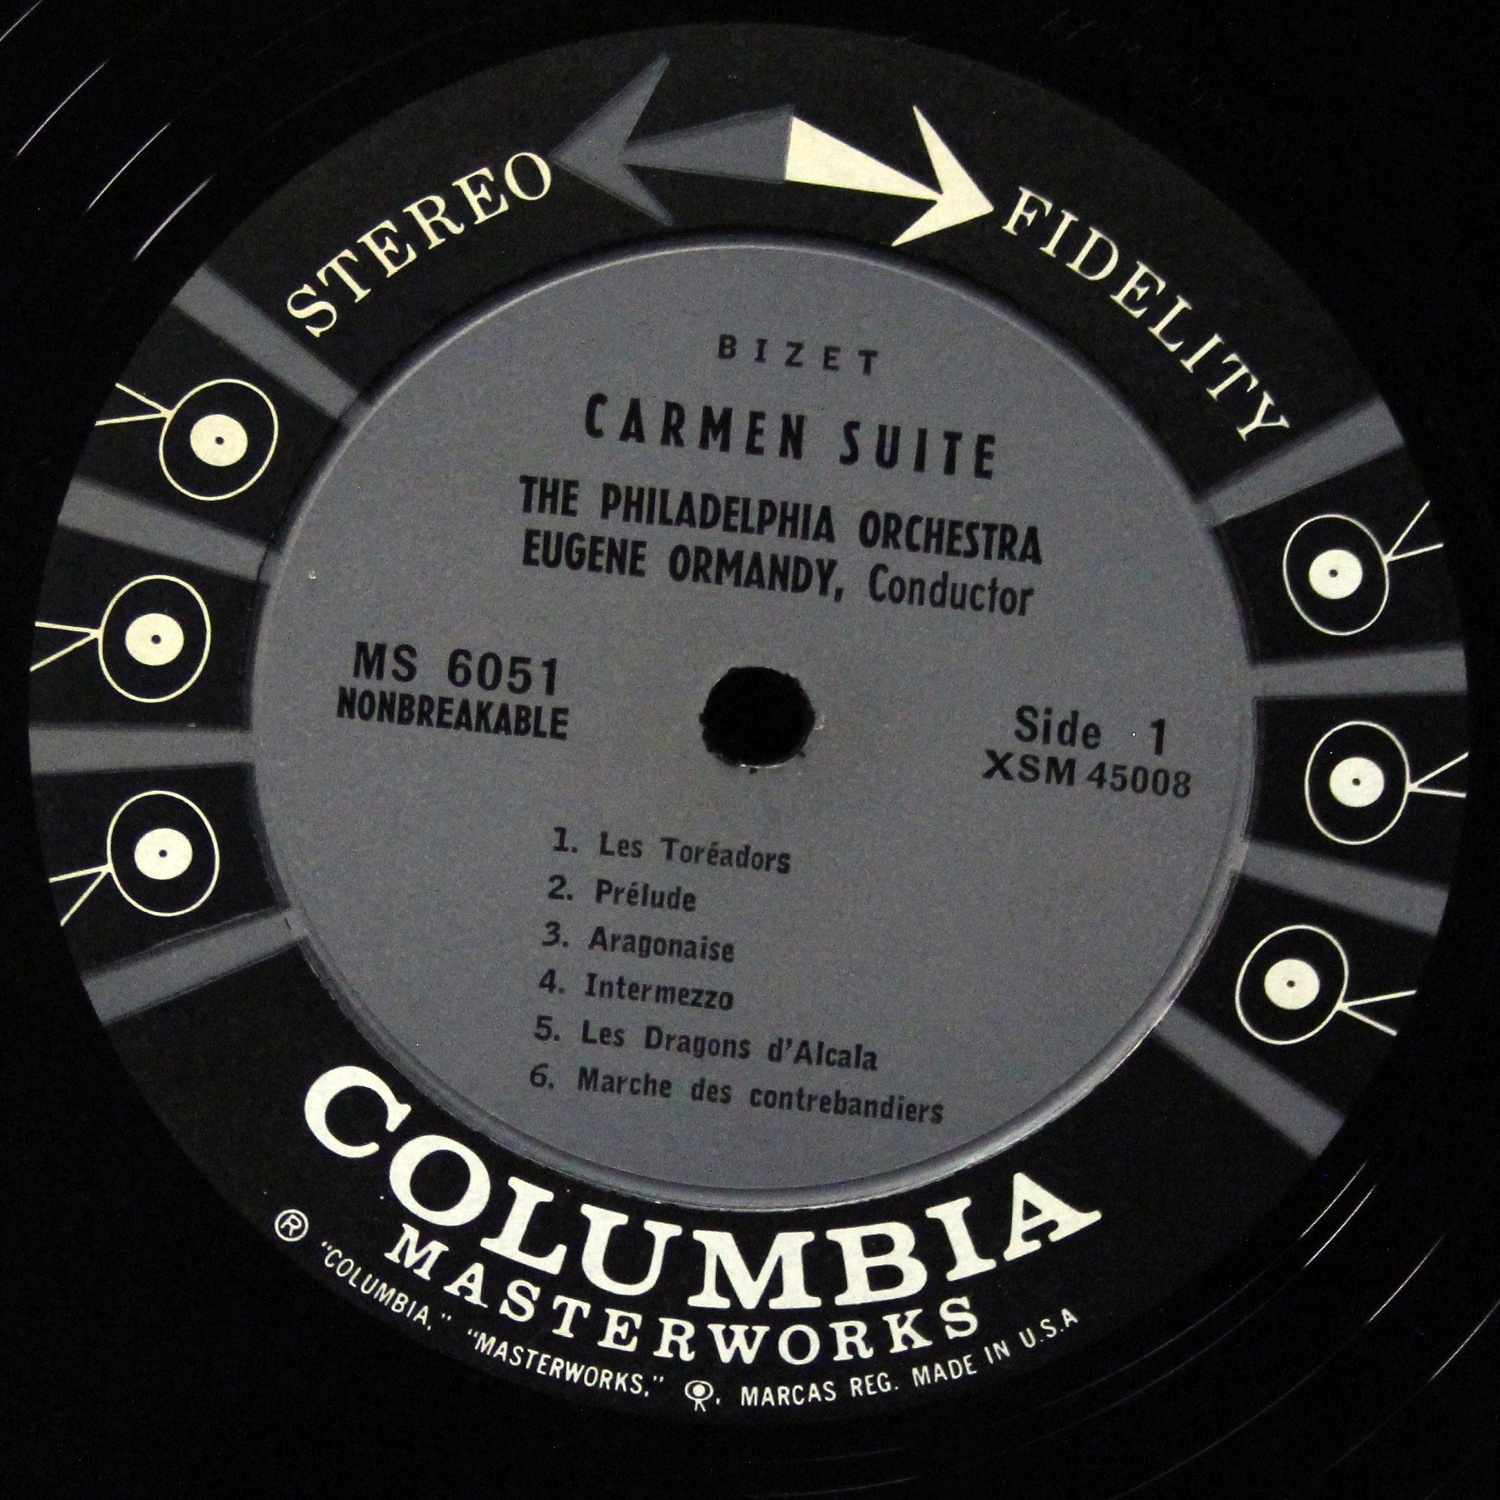 STEREO FIDELITY
BIZET
CARMEN SUITE
THE PHILADELPHIA ORCHESTRA
EUGENE ORMANDY, Conductor
MS 6051
NONBREAKABLE
Side 1
XSM 45008
1. Les Toréadors
2. Prélude
3. Aragonaise
4. Intermezzo
5. Les Dragons d'Alcala
6. Marche des contrebandiers
COLUMBIA
MASTERWORKS
® "COLUMBIA," "MASTERWORKS," , MARCAS REG. MADE IN U.S.A